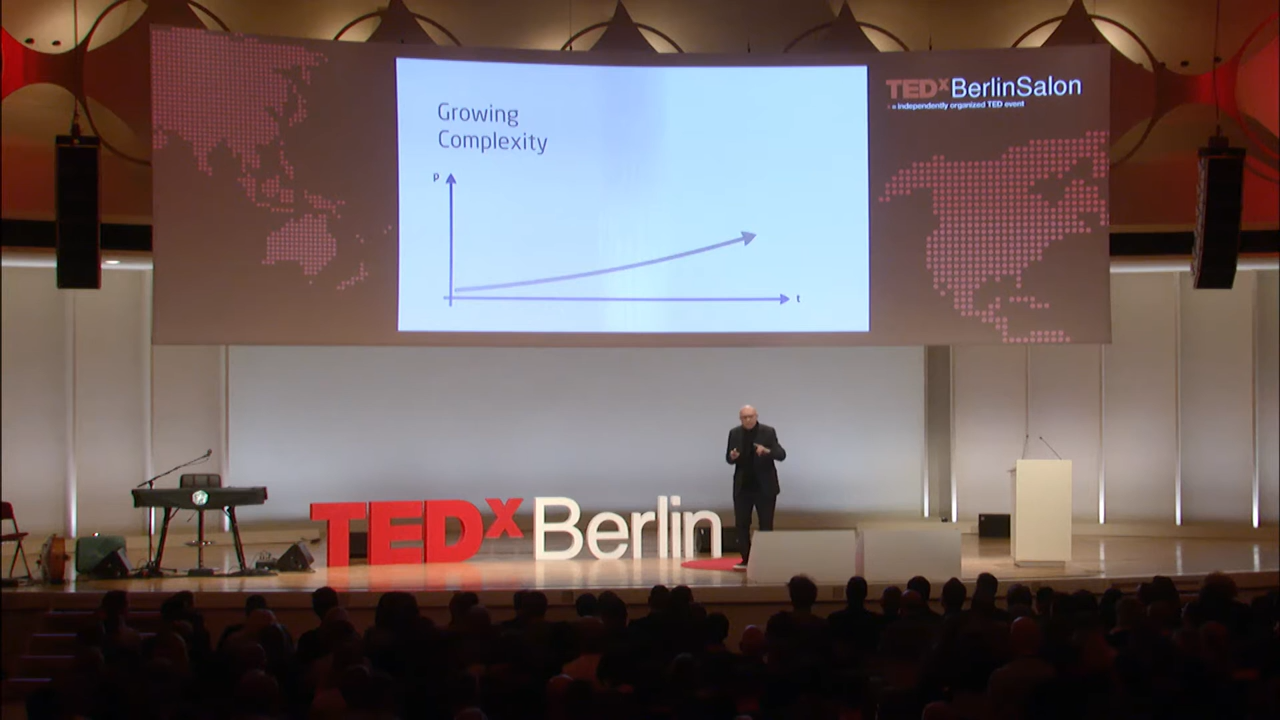 TEDxBerlinSalon
x = independently organized TED event
Growing
Complexity
P
t
TEDxBerlin